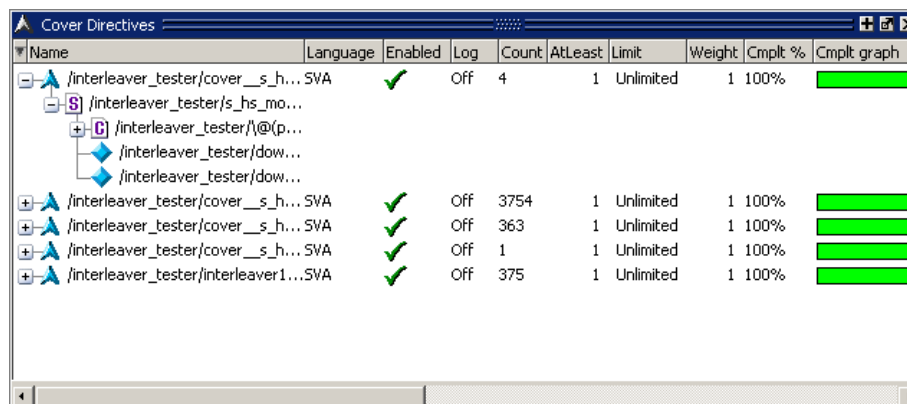 Cover Directives
Name Language Enabled Log Count AtLeast Limit Weight Cmplt % Cmplt graph
/interleaver_tester/cover__s_h... SVA Off 4 1 Unlimited 1 100%
S /interleaver_tester/s_hs_mo...
C /interleaver_tester/\@(p...
/interleaver_tester/dow...
/interleaver_tester/dow...
/interleaver_tester/cover__s_h... SVA Off 3754 1 Unlimited 1 100%
/interleaver_tester/cover__s_h... SVA Off 363 1 Unlimited 1 100%
/interleaver_tester/cover__s_h... SVA Off 1 1 Unlimited 1 100%
/interleaver_tester/interleaver1... SVA Off 375 1 Unlimited 1 100%